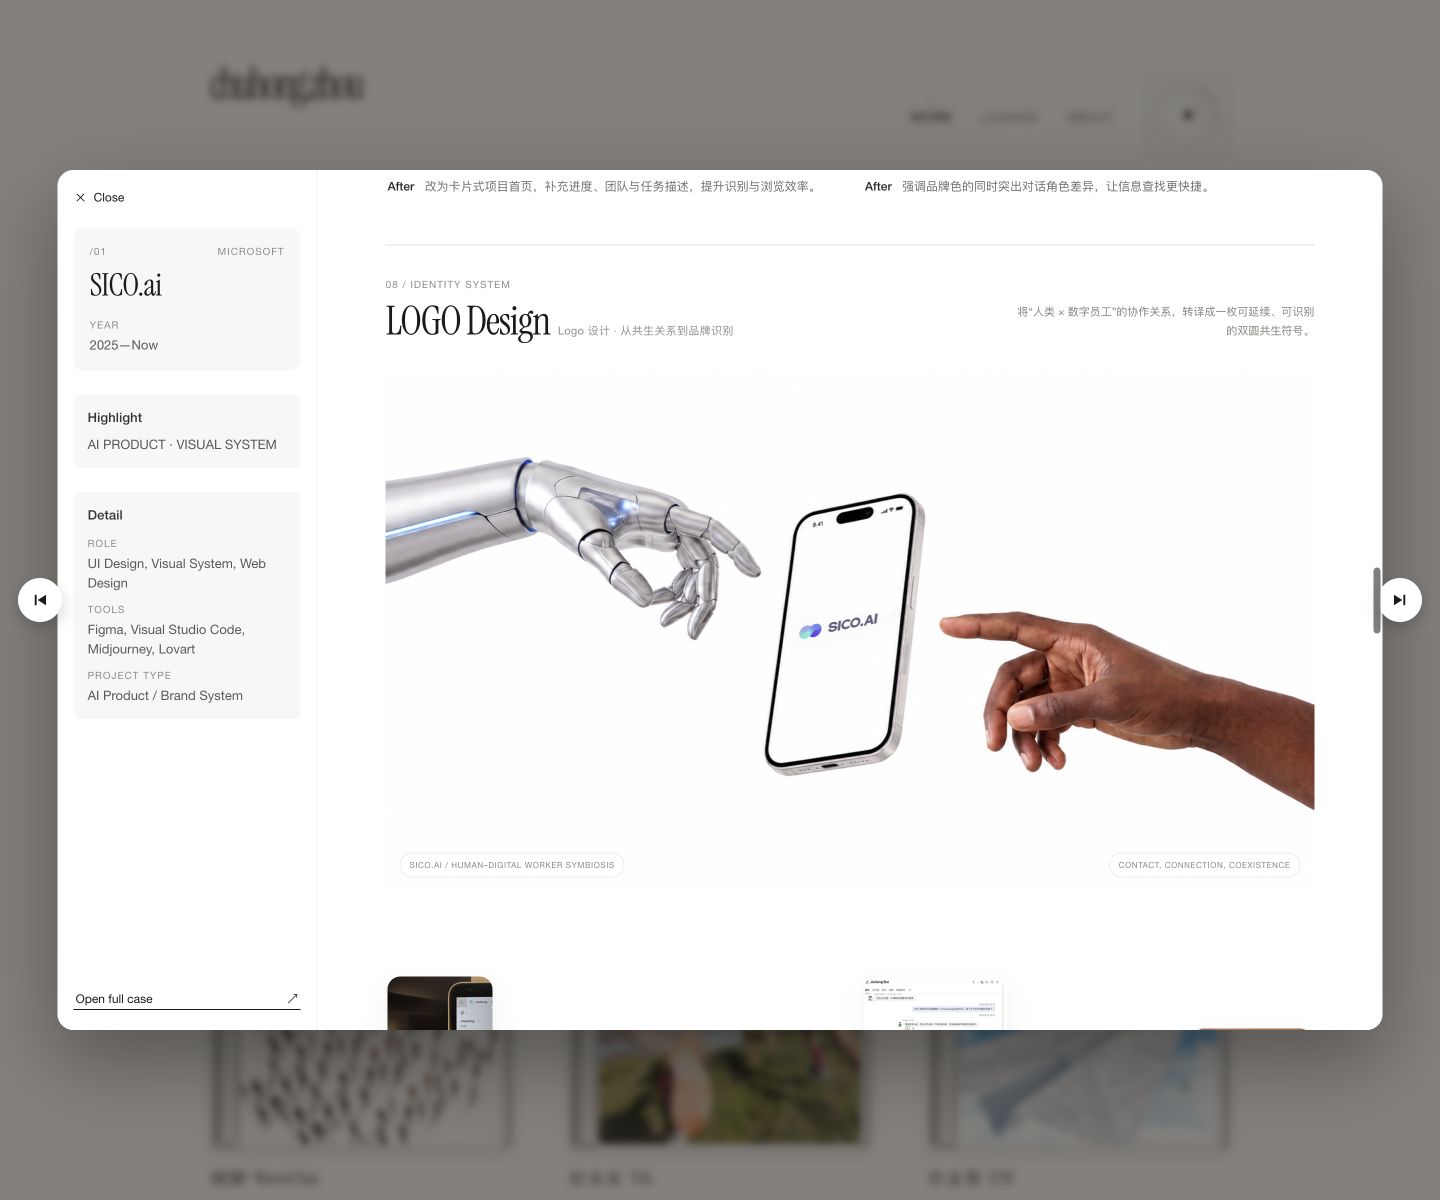 Close
/01
MICROSOFT
SICO.ai
YEAR
2025—Now
Highlight
AI PRODUCT · VISUAL SYSTEM
Detail
ROLE
UI Design, Visual System, Web
Design
TOOLS
Figma, Visual Studio Code,
Midjourney, Lovart
PROJECT TYPE
AI Product / Brand System
Open full case
After 改为卡片式项目首页，补充进度、团队与任务描述，提升识别与浏览效率。
After 强调品牌色的同时突出对话角色差异，让信息查找更快捷。
08 / IDENTITY SYSTEM
LOGO Design Logo 设计 · 从共生关系到品牌识别
将“人类 × 数字员工”的协作关系，转译成一枚可延续、可识别
的双圆共生符号。
9:41
SICO.AI
SICO.AI / HUMAN–DIGITAL WORKER SYMBIOSIS
CONTACT, CONNECTION, COEXISTENCE